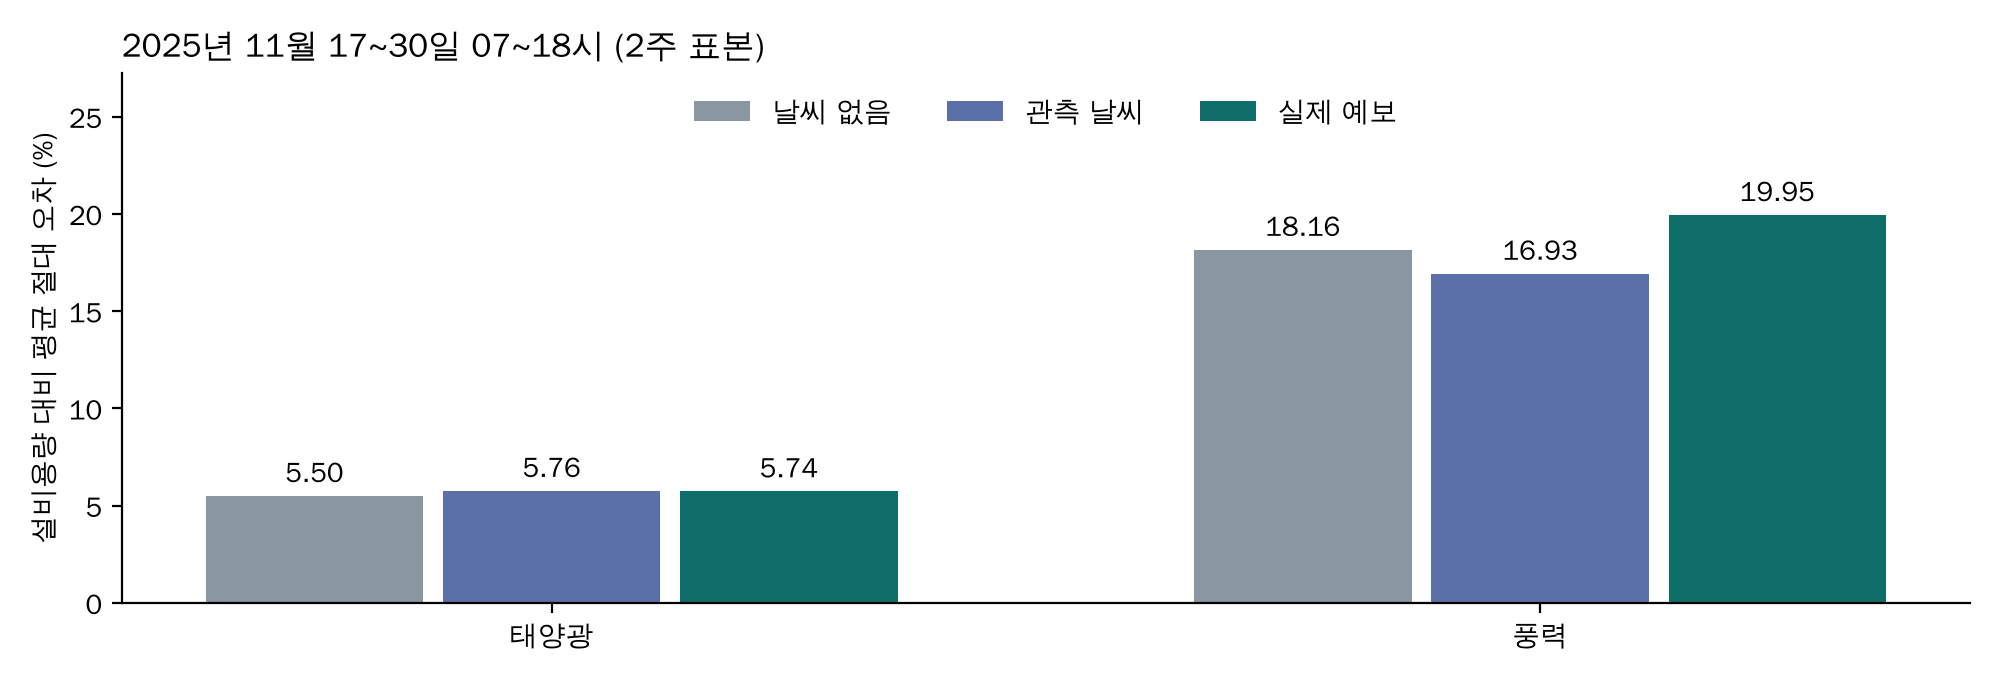 2025년 11월 17~30일 07~18시 (2주 표본)
날씨 없음 관측 날씨 실제 예보
설비용량 대비 평균 절대 오차 (%)
25
20
15
10
5
0
5.50 5.76 5.74
18.16 16.93 19.95
태양광 풍력